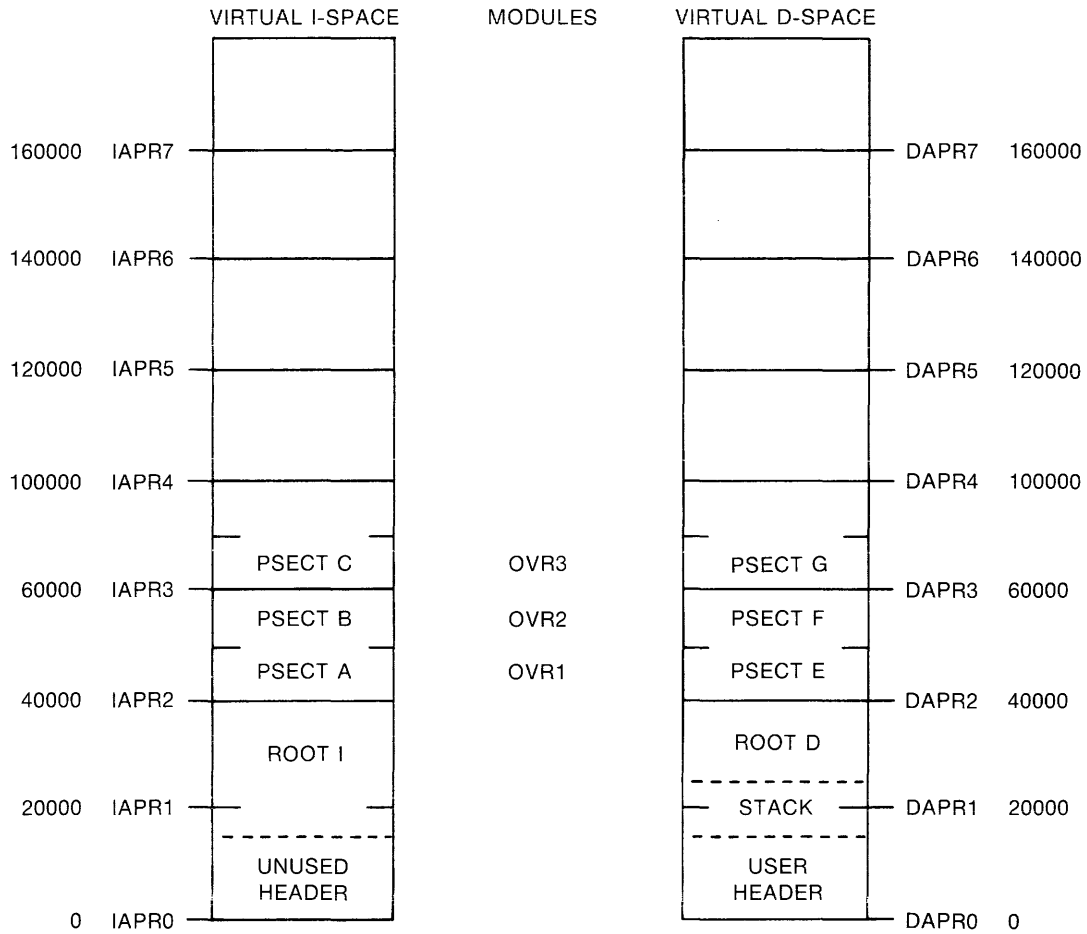 VIRTUAL I-SPACE MODULES VIRTUAL D-SPACE
160000 IAPR7 DAPR7 160000
140000 IAPR6 DAPR6 140000
120000 IAPR5 DAPR5 120000
100000 IAPR4 DAPR4 100000
PSECT C OVR3 PSECT G
60000 IAPR3 DAPR3 60000
PSECT B OVR2 PSECT F
PSECT A OVR1 PSECT E
40000 IAPR2 DAPR2 40000
ROOT I ROOT D
20000 IAPR1 STACK DAPR1 20000
UNUSED USER
HEADER HEADER
0 IAPR0 DAPR0 0